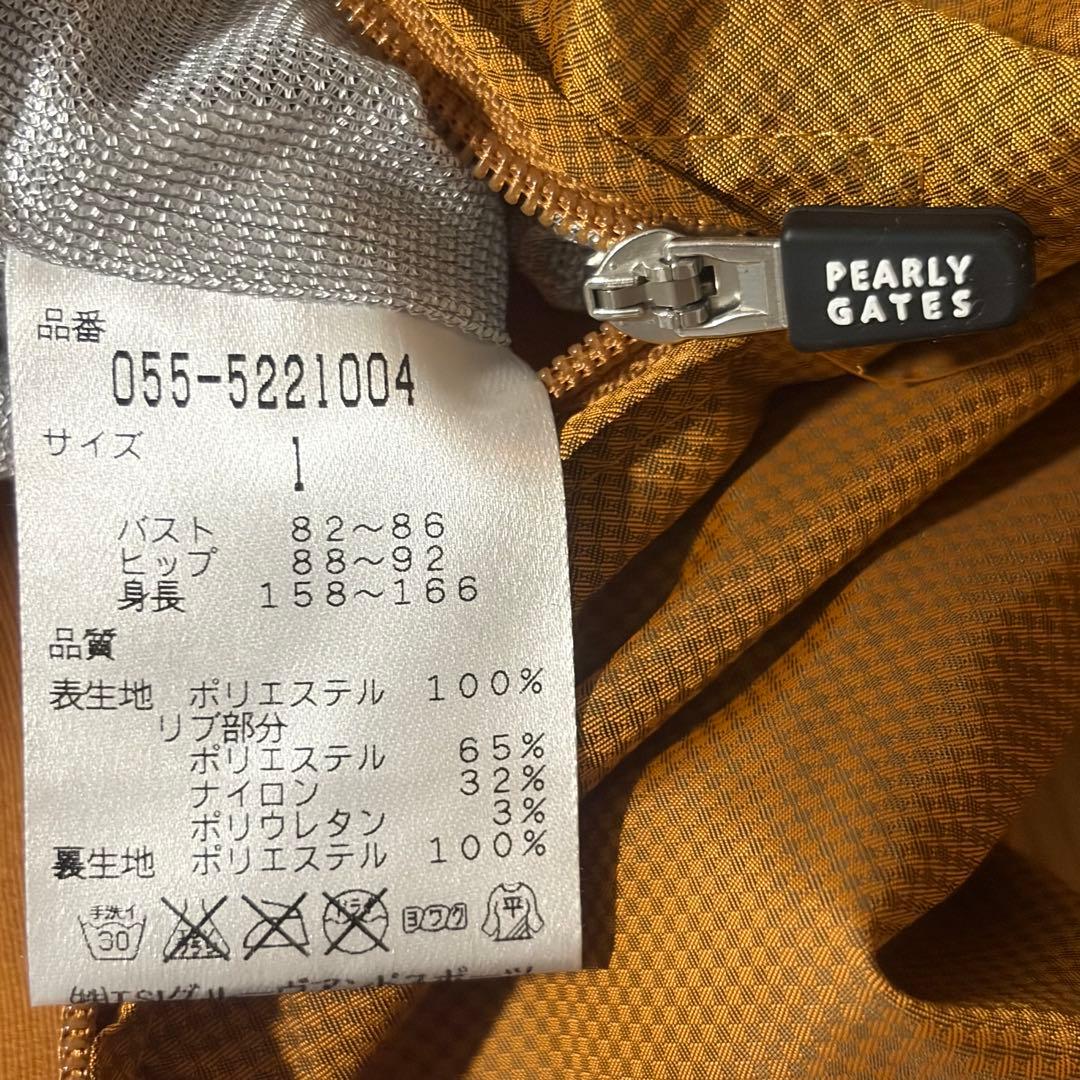 品番
055-5221004
サイズ
1
バスト 82～86
ヒップ 88～92
身長 158～166
品質
表生地 ポリエステル 100%
リブ部分
ポリエステル 65%
ナイロン 32%
ポリウレタン 3%
裏生地 ポリエステル 100%
手洗イ
30
ヨワク
平
PEARLY
GATES